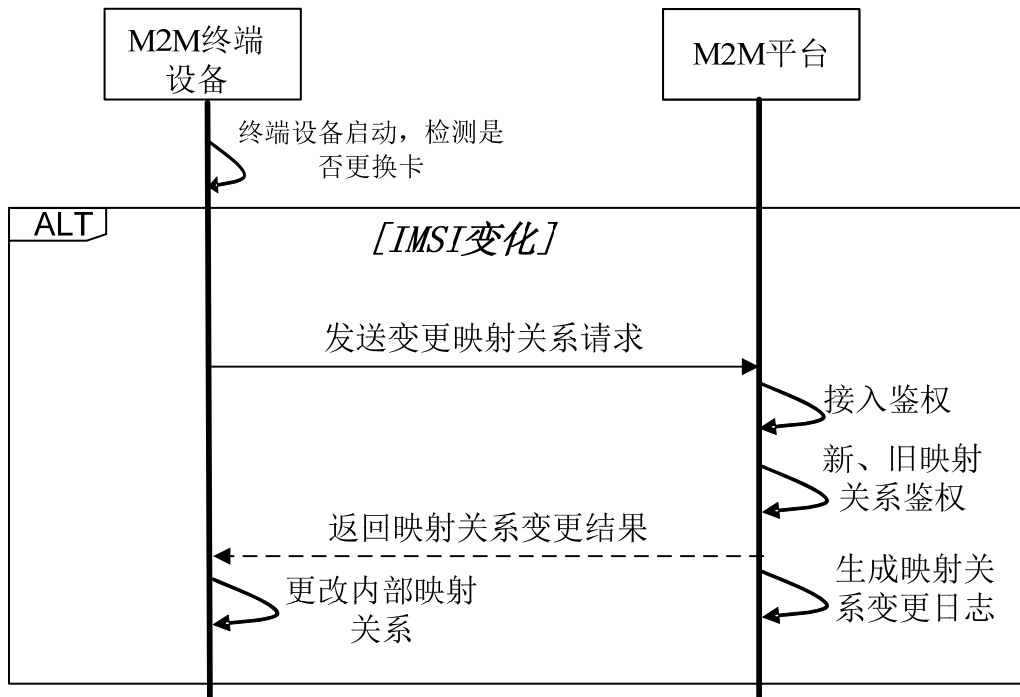 M2M终端
设备
M2M平台
终端设备启动，检测是
否更换卡
ALT
[IMSI变化]
发送变更映射关系请求
接入鉴权
新、旧映射
关系鉴权
返回映射关系变更结果
生成映射关
系变更日志
更改内部映射
关系